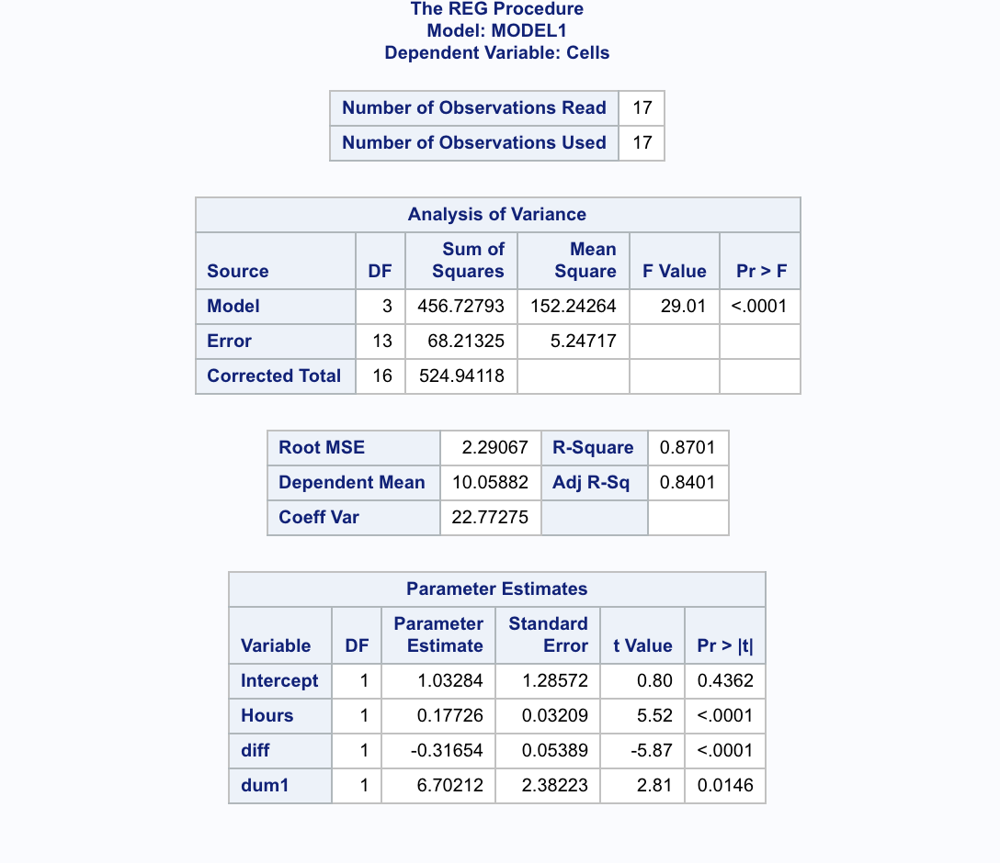 The REG Procedure
Model: MODEL1
Dependent Variable: Cells
Number of Observations Read 17
Number of Observations Used 17
Analysis of Variance
Source DF Sum of Squares Mean Square F Value Pr > F
Model 3 456.72793 152.24264 29.01 <.0001
Error 13 68.21325 5.24717
Corrected Total 16 524.94118
Root MSE 2.29067 R-Square 0.8701
Dependent Mean 10.05882 Adj R-Sq 0.8401
Coeff Var 22.77275
Parameter Estimates
Variable DF Parameter Estimate Standard Error t Value Pr > |t|
Intercept 1 1.03284 1.28572 0.80 0.4362
Hours 1 0.17726 0.03209 5.52 <.0001
diff 1 -0.31654 0.05389 -5.87 <.0001
dum1 1 6.70212 2.38223 2.81 0.0146